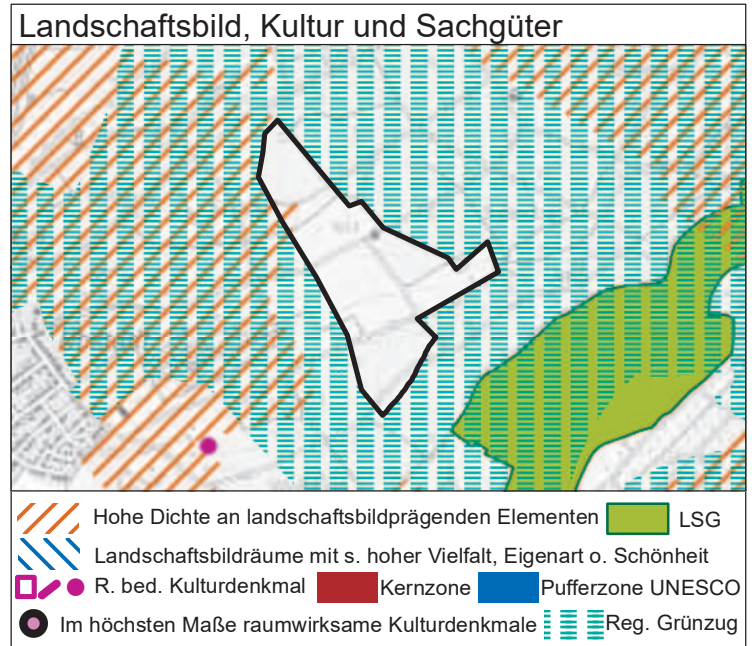 Landschaftsbild, Kultur und Sachgüter
Hohe Dichte an landschaftsbildprägenden Elementen LSG
Landschaftsbildräume mit s. hoher Vielfalt, Eigenart o. Schönheit
R. bed. Kulturdenkmal Kernzone Pufferzone UNESCO
Im höchsten Maße raumwirksame Kulturdenkmale Reg. Grünzug